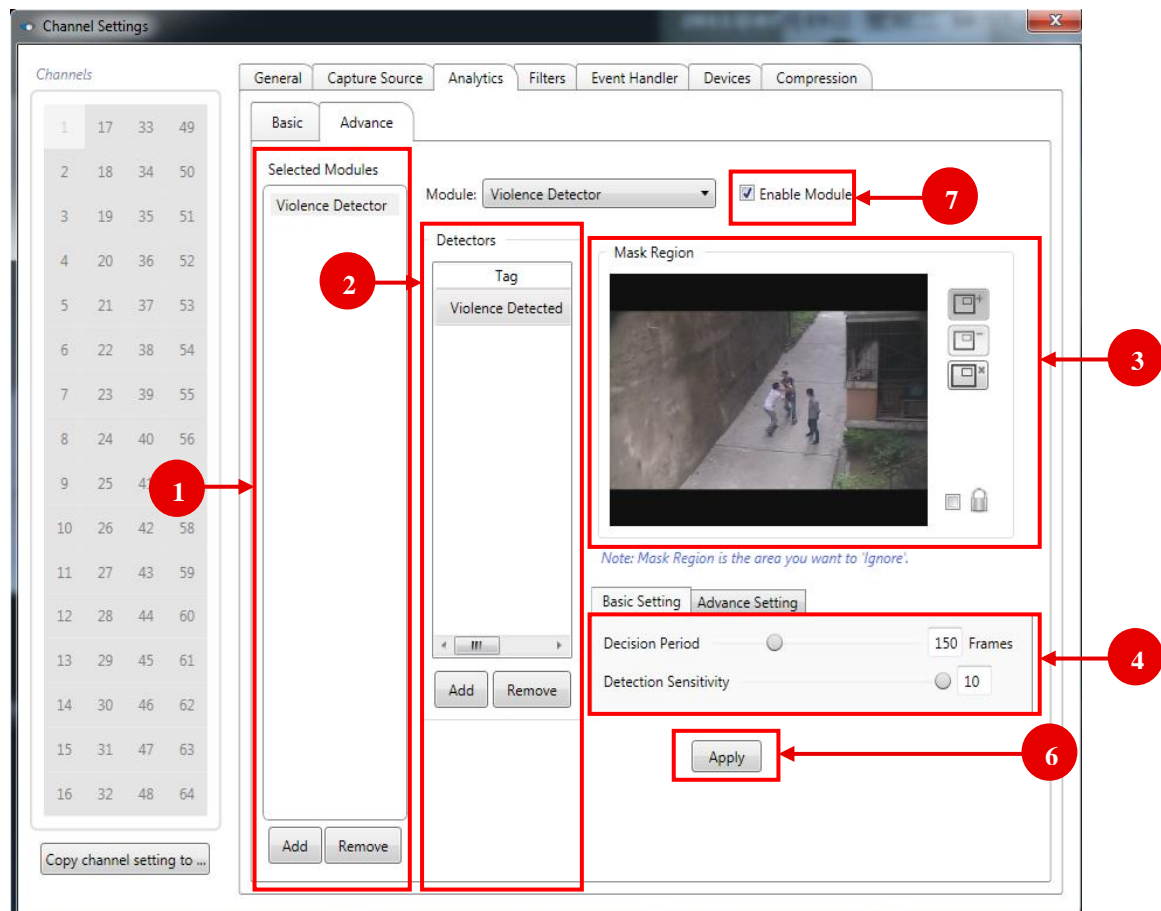 Channel Settings
x
Channels
General Capture Source Analytics Filters Event Handler Devices Compression
Basic Advance
1 17 33 49
2 18 34 50
3 19 35 51
4 20 36 52
5 21 37 53
6 22 38 54
7 23 39 55
8 24 40 56
9 25
10 26 42 58
11 27 43 59
12 28 44 60
13 29 45 61
14 30 46 62
15 31 47 63
16 32 48 64
Copy channel setting to ...
Selected Modules
Violence Detector
1
Add Remove
Module: Violence Detector
Enable Module
7
2
Detectors
Tag
Violence Detected
Add Remove
Mask Region
3
Note: Mask Region is the area you want to 'Ignore'.
Basic Setting Advance Setting
Decision Period 150 Frames
Detection Sensitivity 10
4
Apply
6